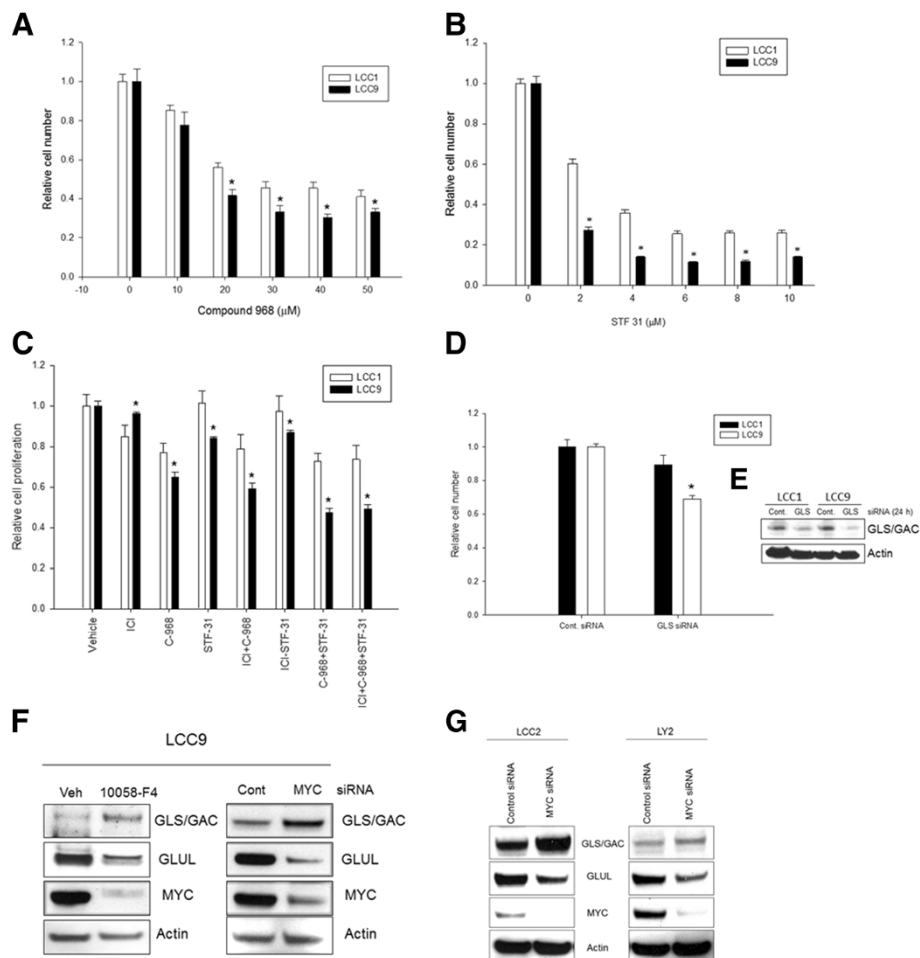 A
1.2
1.0
0.8
0.6
0.4
0.2
0.0
Relative cell number
LCC1
LCC9
* * * *
-10 0 10 20 30 40 50
Compound 968 (μM)
B
1.2
1.0
0.8
0.6
0.4
0.2
0.0
Relative cell number
LCC1
LCC9
* * * * *
0 2 4 6 8 10
STF 31 (μM)
C
1.2
1.0
0.8
0.6
0.4
0.2
0.0
Relative cell proliferation
LCC1
LCC9
* * * * * * *
Vehicle
ICI
C-968
STF-31
ICI+C-968
ICI-STF-31
C-968+STF-31
ICI+C-968+STF-31
D
1.2
1.0
0.8
0.6
0.4
0.2
0.0
Relative cell number
LCC1
LCC9
*
Cont. siRNA GLS siRNA
E
LCC1 LCC9
Cont. GLS Cont. GLS siRNA (24 h)
GLS/GAC
Actin
F
LCC9
Veh 10058-F4
GLS/GAC
GLUL
MYC
Actin
Cont MYC siRNA
GLS/GAC
GLUL
MYC
Actin
G
LCC2 LY2
Control siRNA
MYC siRNA
Control siRNA
MYC siRNA
GLS/GAC
GLUL
MYC
Actin